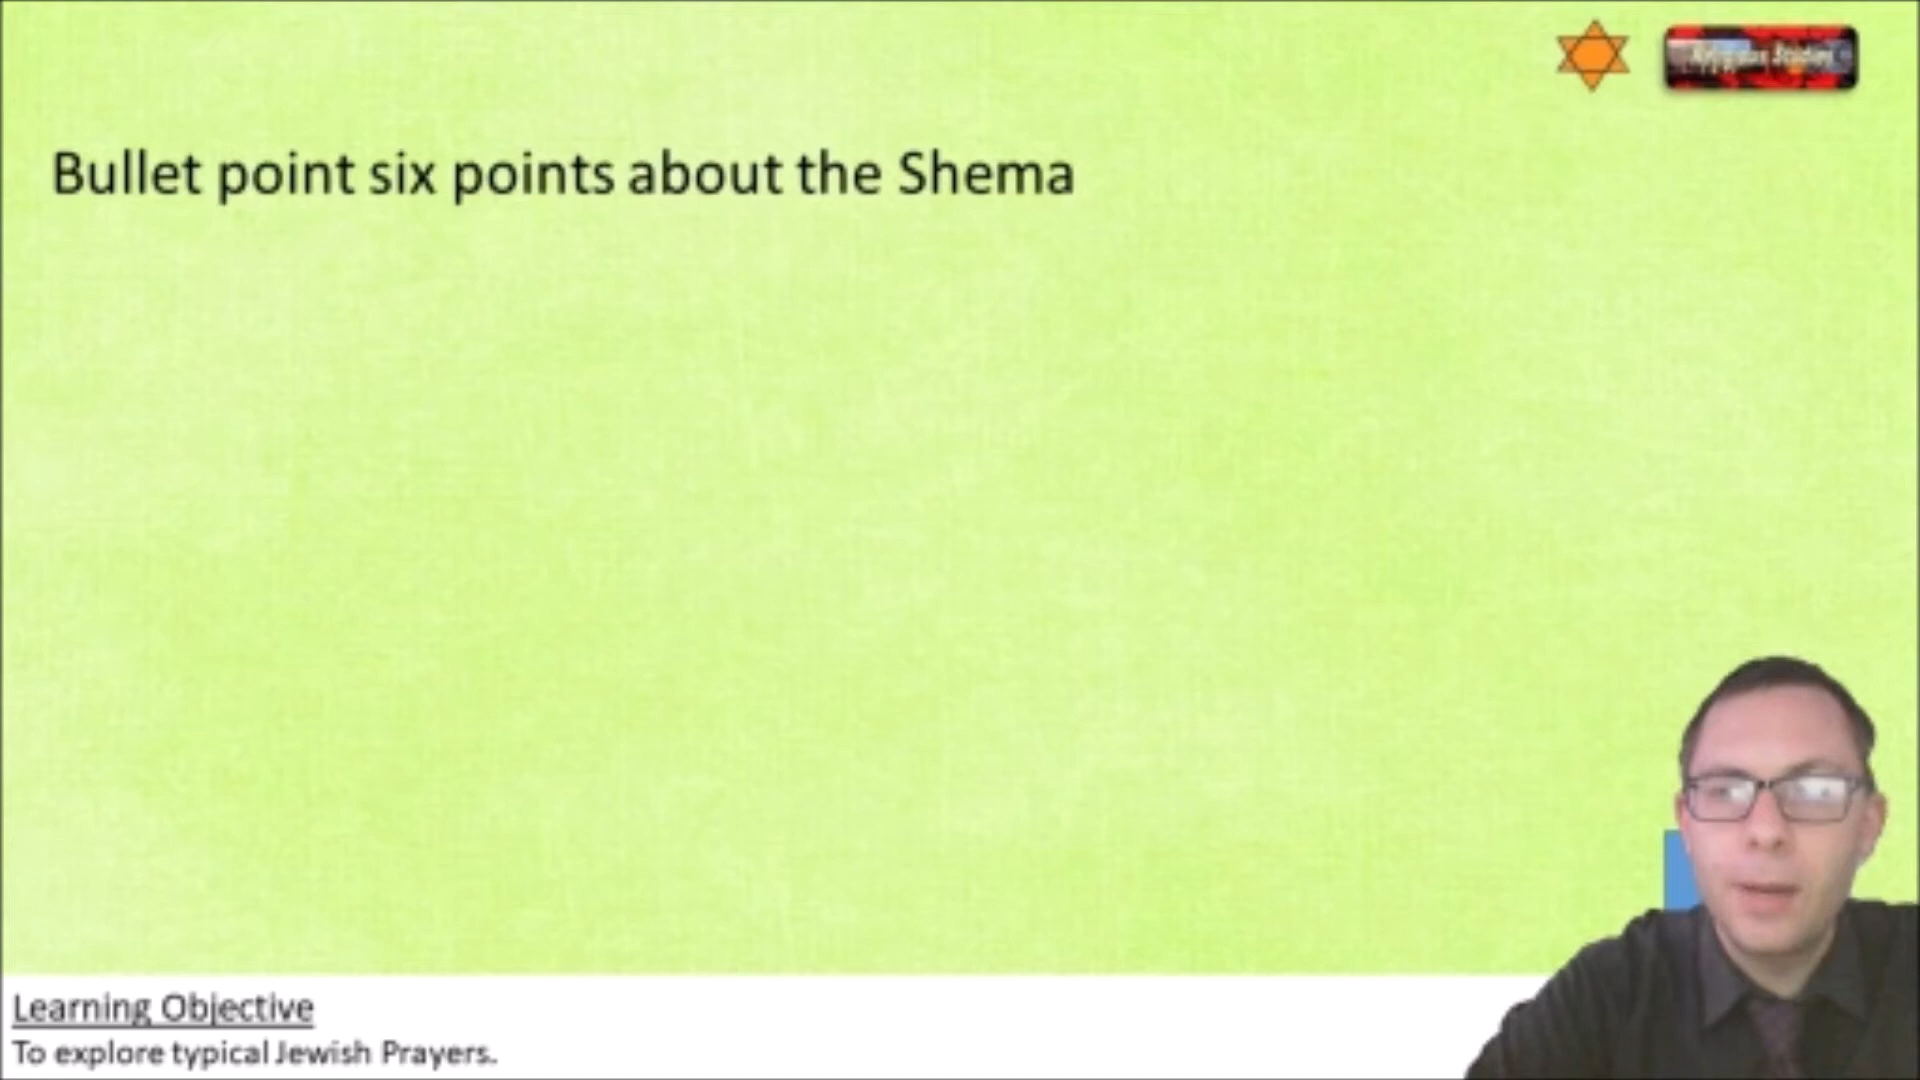 Bullet point six points about the Shema
Learning Objective
To explore typical Jewish Prayers.